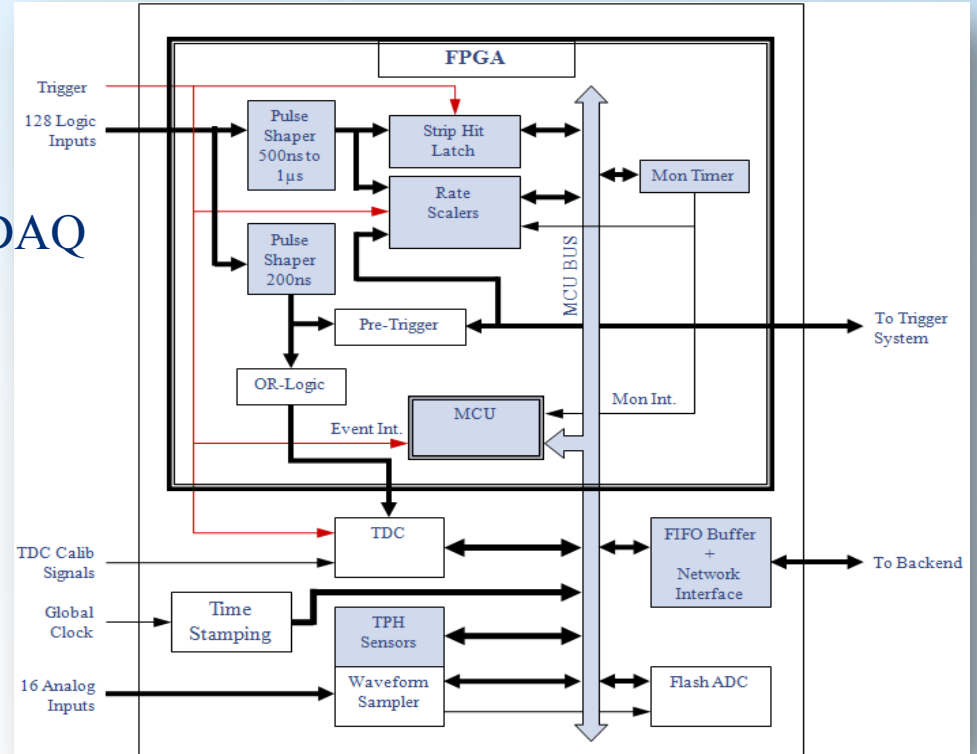 FPGA
Trigger
128 Logic
Inputs
Pulse
Shaper
500ns to
1µs
Strip Hit
Latch
Mon Timer
Rate
Scalers
DAQ
Pulse
Shaper
200ns
MCU BUS
Pre-Trigger
To Trigger
System
OR-Logic
MCU
Mon Int.
Event Int.
TDC
FIFO Buffer
+
Network
Interface
TDC Calib
Signals
To Backend
Global
Clock
Time
Stamping
TPH
Sensors
16 Analog
Inputs
Waveform
Sampler
Flash ADC